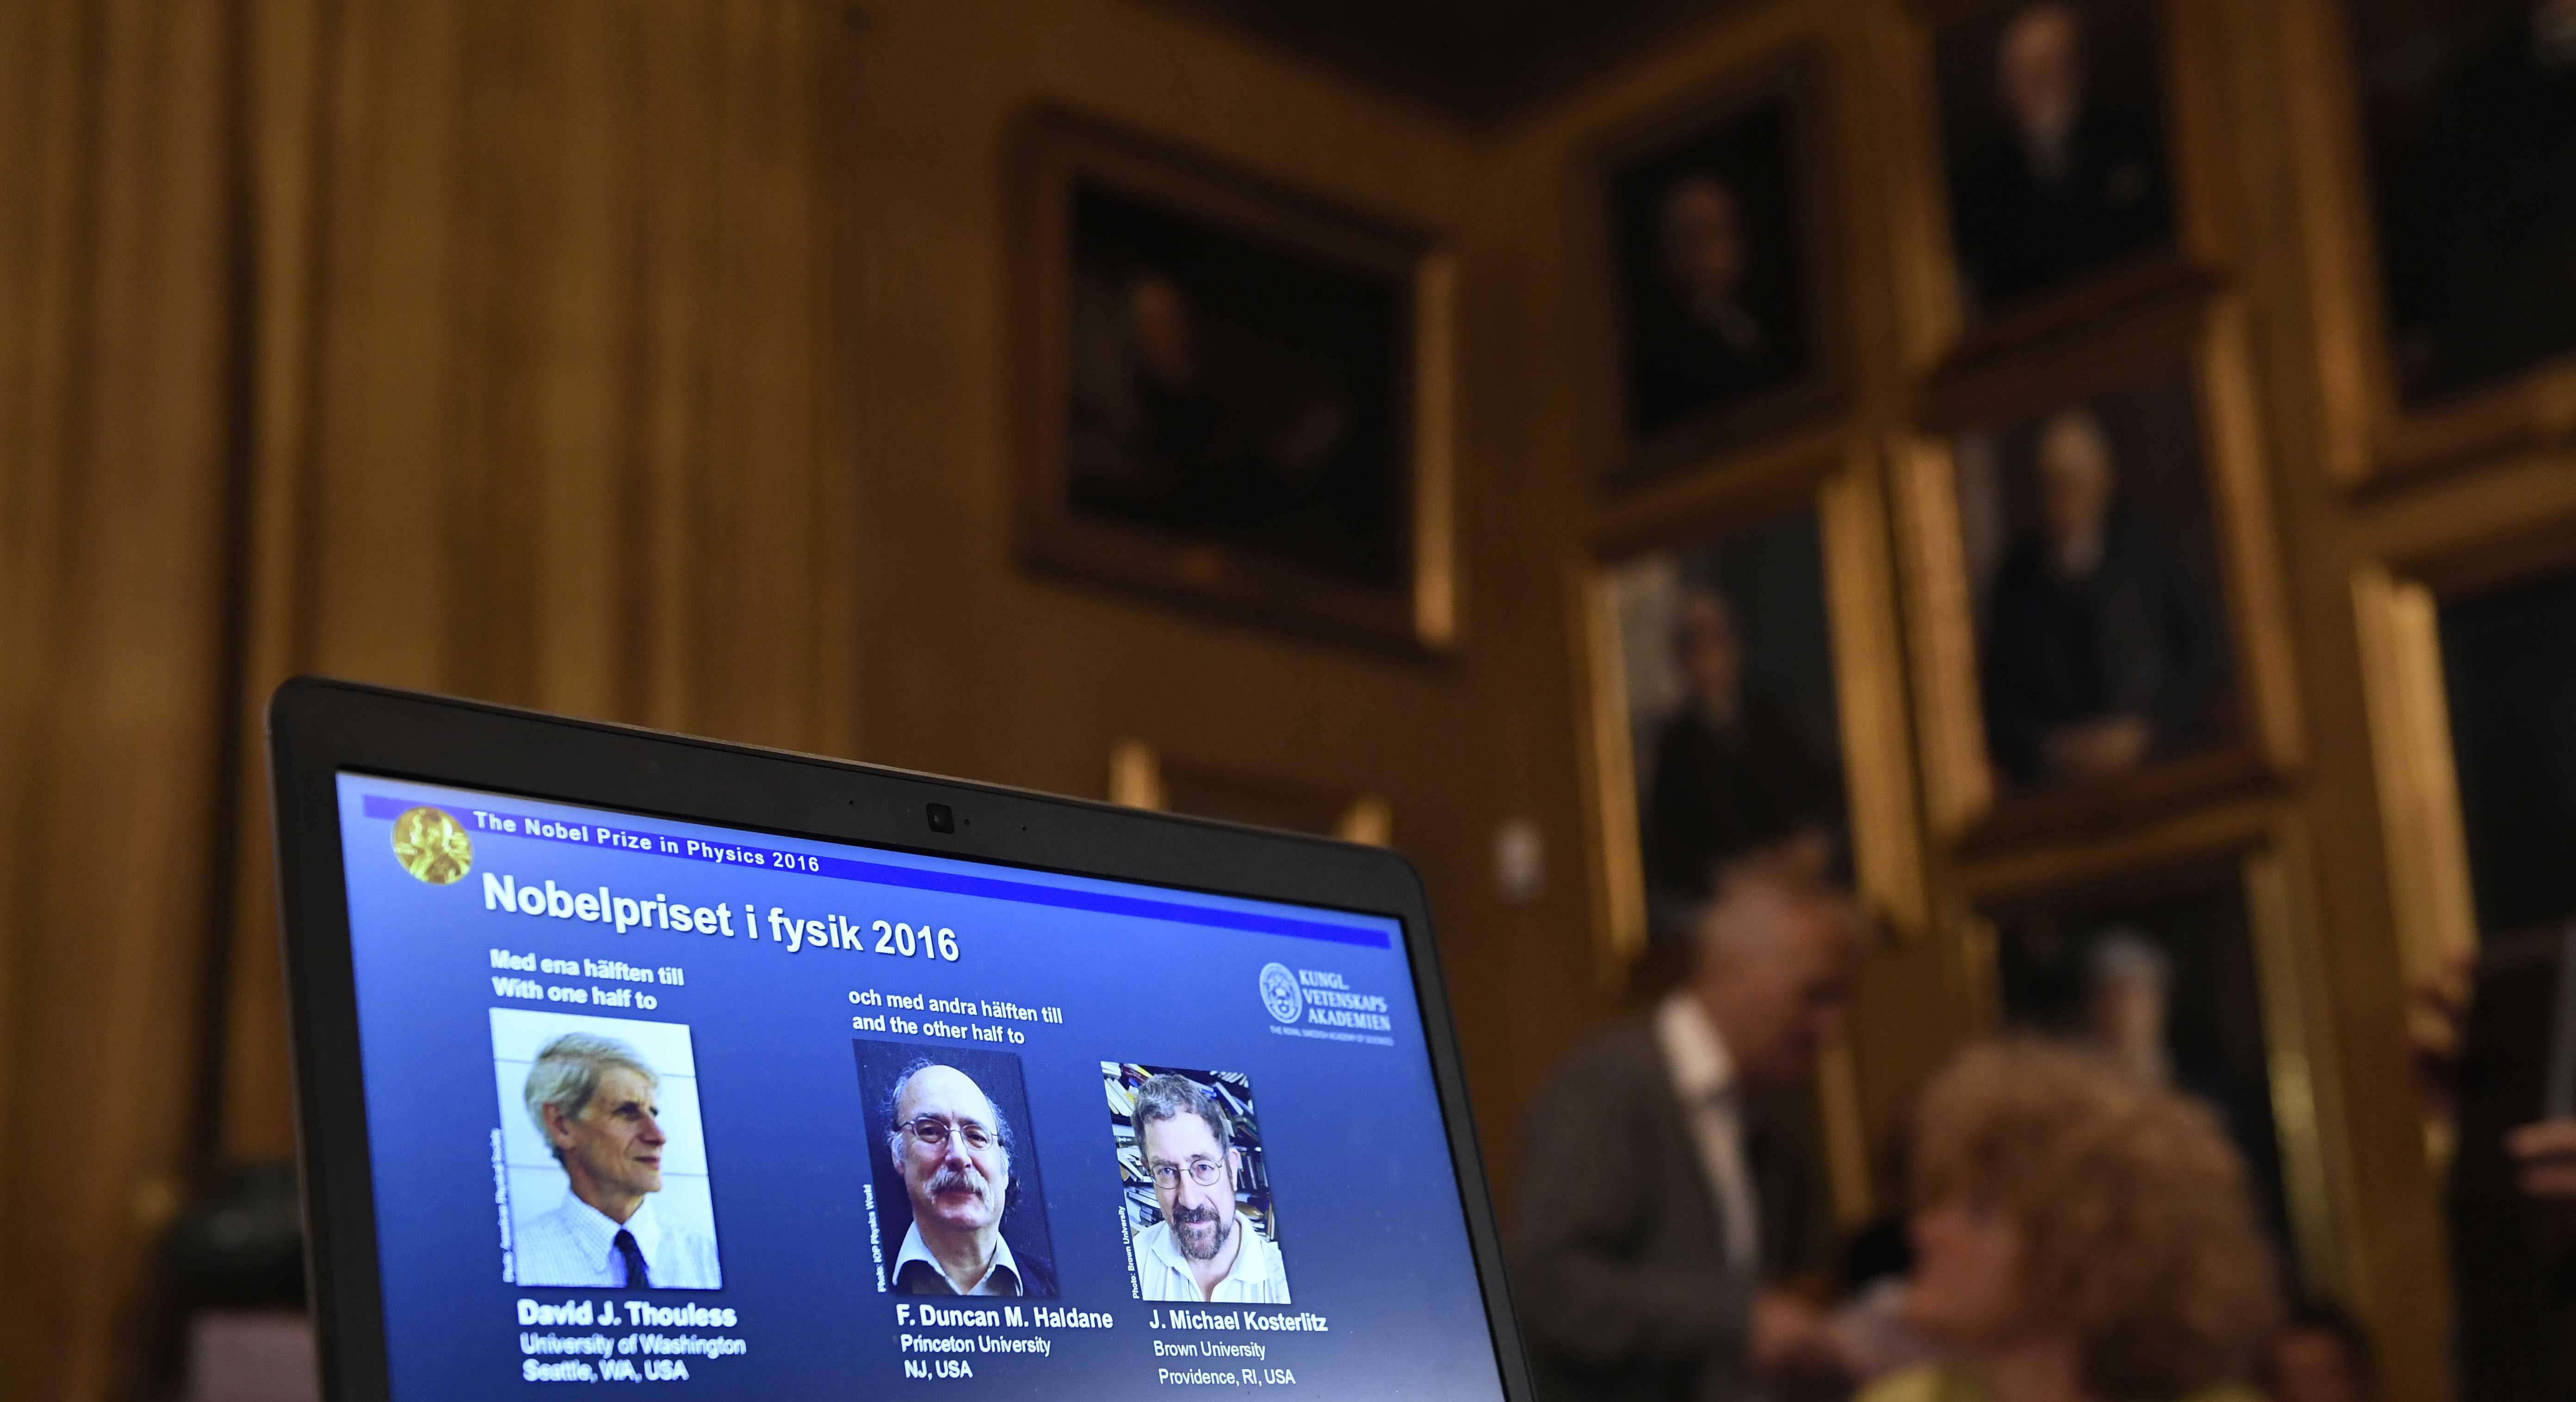 The Nobel Prize in Physics 2016
Nobelpriset i fysik 2016
Med ena hälften till
With one half to
och med andra hälften till
and the other half to
KUNGL.
VETENSKAPS
AKADEMIEN
THE ROYAL SWEDISH ACADEMY OF SCIENCES
Photo: American Physical Society
Photo: IOP Physics World
Photo: Brown University
David J. Thouless
University of Washington
Seattle, WA, USA
F. Duncan M. Haldane
Princeton University
NJ, USA
J. Michael Kosterlitz
Brown University
Providence, RI, USA